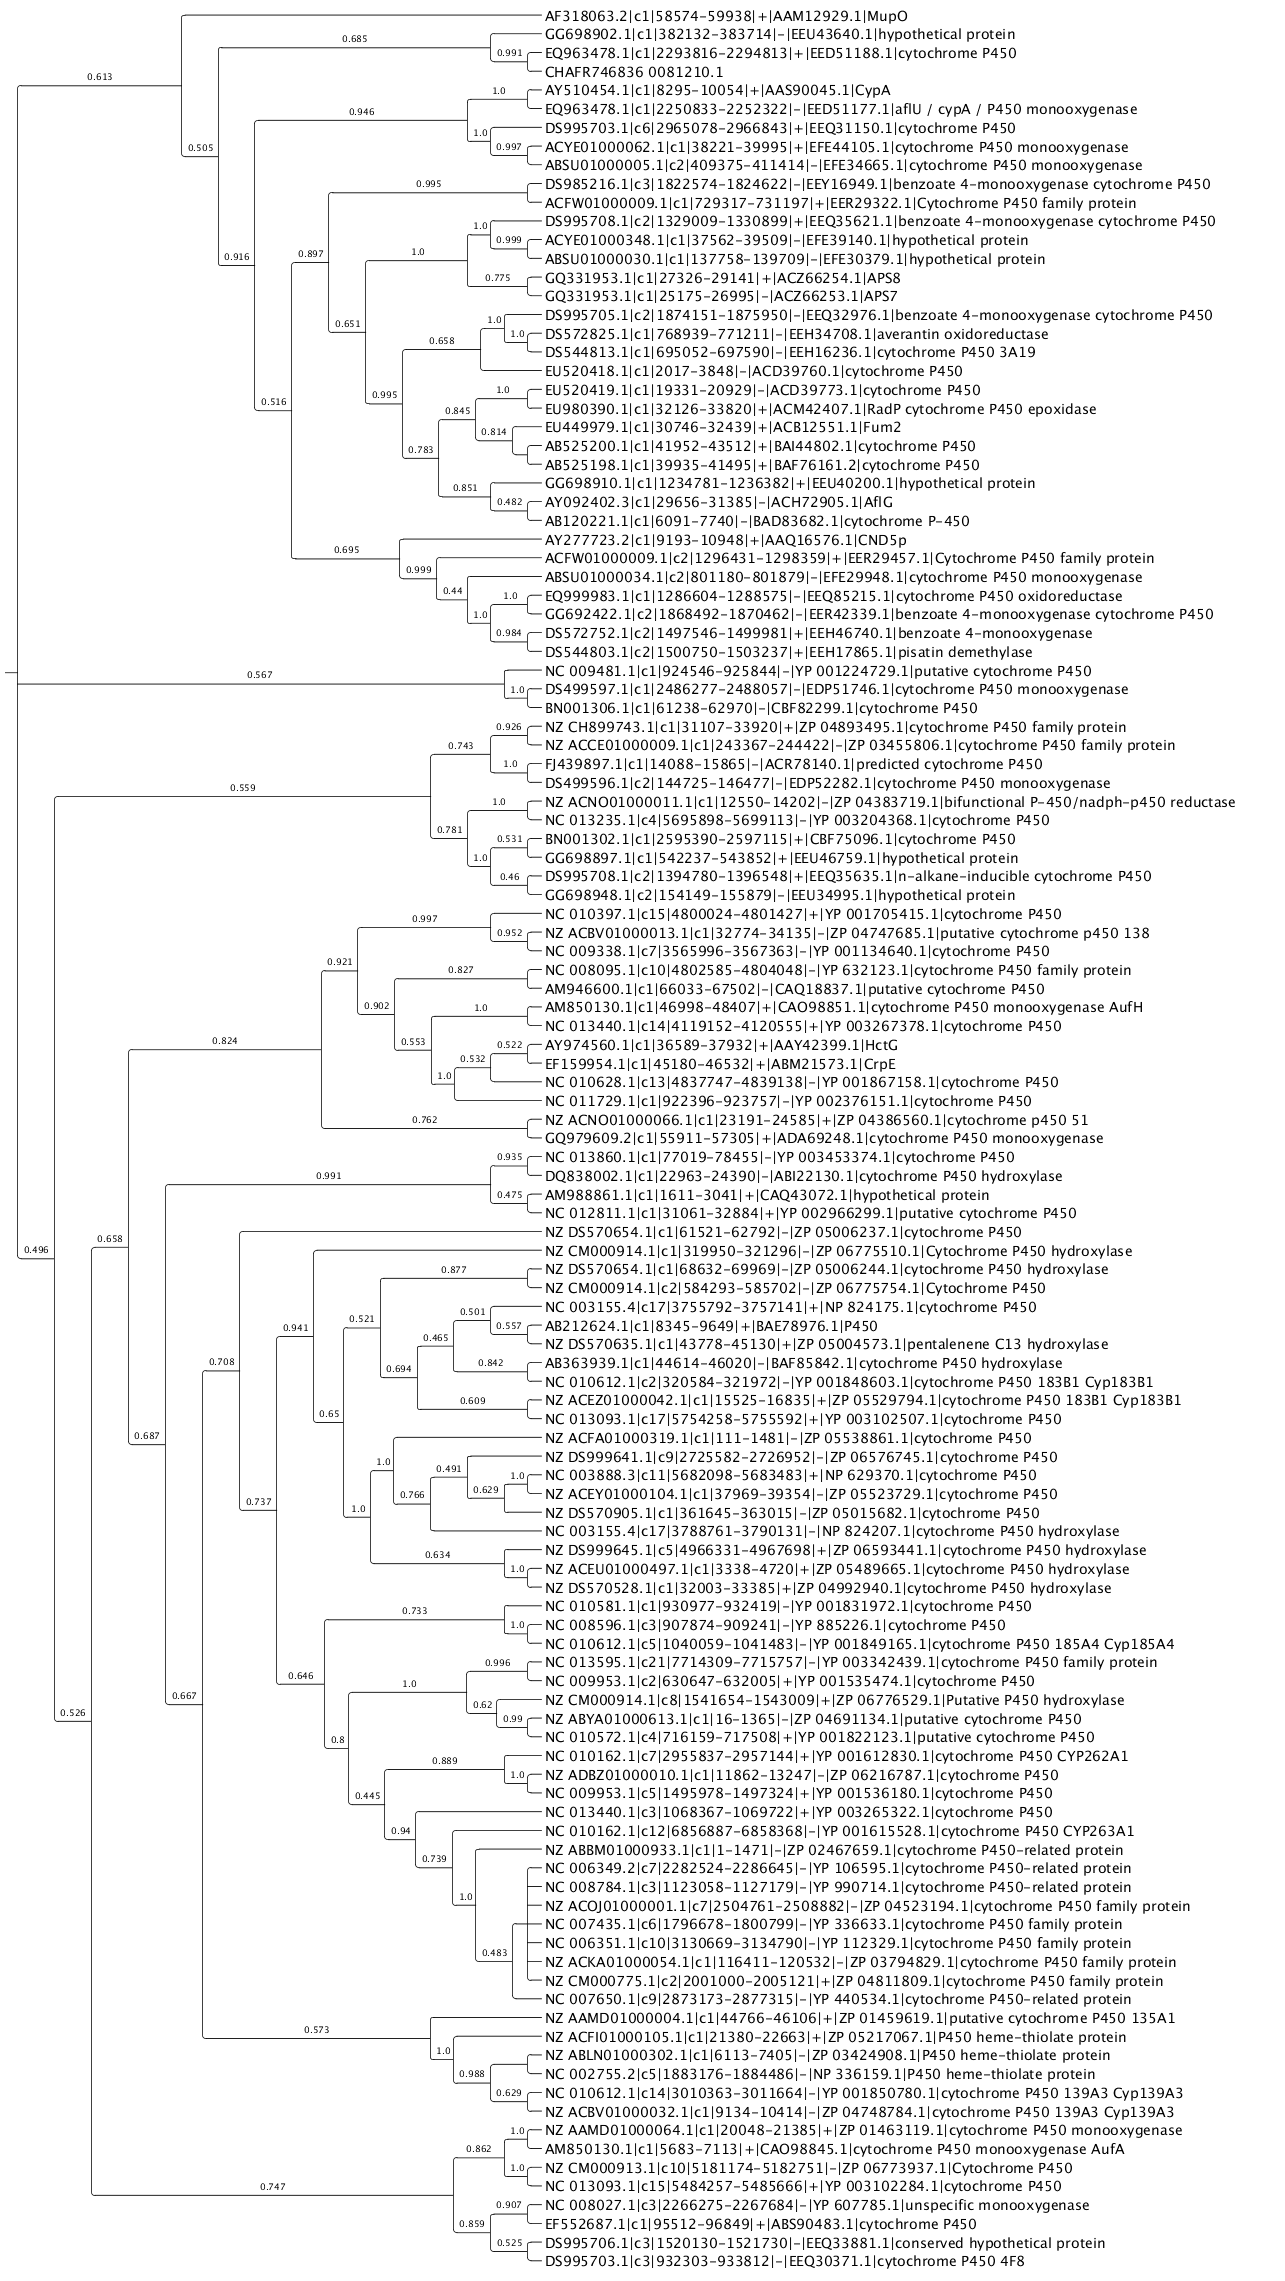 AF318063.2|c1|58574-59938|+|AAM12929.1|MupO
GG698902.1|c1|382132-383714|-|EEU43640.1|hypothetical protein
0.685
EQ963478.1|c1|2293816-2294813|+|EED51188.1|cytochrome P450
0.991
CHAFR746836 0081210.1
0.613
AY510454.1|c1|8295-10054|+|AAS90045.1|CypA
1.0
EQ963478.1|c1|2250833-2252322|-|EED51177.1|aflU / cypA / P450 monooxygenase
0.946
DS995703.1|c6|2965078-2966843|+|EEQ31150.1|cytochrome P450
1.0
ACYE01000062.1|c1|38221-39995|+|EFE44105.1|cytochrome P450 monooxygenase
0.997
0.505
ABSU01000005.1|c2|409375-411414|+|EFE34665.1|cytochrome P450 monooxygenase
DS985216.1|c3|1822574-1824622|-|EEY16949.1|benzoate 4-monooxygenase cytochrome P450
0.995
ACFW01000009.1|c1|729317-731197|+|EER29322.1|Cytochrome P450 family protein
DS995708.1|c2|1329009-1330899|+|EEQ35621.1|benzoate 4-monooxygenase cytochrome P450
1.0
ACYE01000348.1|c1|37562-39509|-|EFE39140.1|hypothetical protein
0.999
0.897
1.0
0.916
ABSU01000030.1|c1|137758-139709|-|EFE30379.1|hypothetical protein
GQ331953.1|c1|27326-29141|+|ACZ66254.1|APS8
0.775
GQ331953.1|c1|25175-26995|-|ACZ66253.1|APS7
DS995705.1|c2|1874151-1875950|-|EEQ32976.1|benzoate 4-monooxygenase cytochrome P450
1.0
0.651
DS572825.1|c1|768939-771211|-|EEH34708.1|averantin oxidoreductase
1.0
0.658
DS544813.1|c1|695052-697590|-|EEH16236.1|cytochrome P450 3A19
EU520418.1|c1|2017-3848|-|ACD39760.1|cytochrome P450
0.995
EU520419.1|c1|19331-20929|-|ACD39773.1|cytochrome P450
1.0
0.516
EU980390.1|c1|32126-33820|+|ACM42407.1|RadP cytochrome P450 epoxidase
0.845
EU449979.1|c1|30746-32439|+|ACB12551.1|Fum2
0.814
AB525200.1|c1|41952-43512|+|BAI44802.1|cytochrome P450
0.783
AB525198.1|c1|39935-41495|+|BAF76161.2|cytochrome P450
GG698910.1|c1|1234781-1236382|+|EEU40200.1|hypothetical protein
0.851
AY092402.3|c1|29656-31385|-|ACH72905.1|AflG
0.482
AB120221.1|c1|6091-7740|-|BAD83682.1|cytochrome P-450
AY277723.2|c1|9193-10948|+|AAQ16576.1|CND5p
0.695
ACFW01000009.1|c2|1296431-1298359|+|EER29457.1|Cytochrome P450 family protein
0.999
ABSU01000034.1|c2|801180-801879|-|EFE29948.1|cytochrome P450 monooxygenase
0.44
EQ999983.1|c1|1286604-1288575|-|EEQ85215.1|cytochrome P450 oxidoreductase
1.0
GG692422.1|c2|1868492-1870462|-|EER42339.1|benzoate 4-monooxygenase cytochrome P450
1.0
DS572752.1|c2|1497546-1499981|+|EEH46740.1|benzoate 4-monooxygenase
0.984
DS544803.1|c2|1500750-1503237|+|EEH17865.1|pisatin demethylase
NC 009481.1|c1|924546-925844|-|YP 001224729.1|putative cytochrome P450
0.567
DS499597.1|c1|2486277-2488057|-|EDP51746.1|cytochrome P450 monooxygenase
1.0
BN001306.1|c1|61238-62970|-|CBF82299.1|cytochrome P450
NZ CH899743.1|c1|31107-33920|+|ZP 04893495.1|cytochrome P450 family protein
0.926
NZ ACCE01000009.1|c1|243367-244422|-|ZP 03455806.1|cytochrome P450 family protein
0.743
FJ439897.1|c1|14088-15865|-|ACR78140.1|predicted cytochrome P450
1.0
DS499596.1|c2|144725-146477|-|EDP52282.1|cytochrome P450 monooxygenase
0.559
NZ ACNO01000011.1|c1|12550-14202|-|ZP 04383719.1|bifunctional P-450/nadph-p450 reductase
1.0
NC 013235.1|c4|5695898-5699113|-|YP 003204368.1|cytochrome P450
0.781
BN001302.1|c1|2595390-2597115|+|CBF75096.1|cytochrome P450
0.531
GG698897.1|c1|542237-543852|+|EEU46759.1|hypothetical protein
1.0
DS995708.1|c2|1394780-1396548|+|EEQ35635.1|n-alkane-inducible cytochrome P450
0.46
GG698948.1|c2|154149-155879|-|EEU34995.1|hypothetical protein
NC 010397.1|c15|4800024-4801427|+|YP 001705415.1|cytochrome P450
0.997
NZ ACBV01000013.1|c1|32774-34135|-|ZP 04747685.1|putative cytochrome p450 138
0.952
NC 009338.1|c7|3565996-3567363|-|YP 001134640.1|cytochrome P450
0.921
NC 008095.1|c10|4802585-4804048|-|YP 632123.1|cytochrome P450 family protein
0.827
AM946600.1|c1|66033-67502|-|CAQ18837.1|putative cytochrome P450
0.902
AM850130.1|c1|46998-48407|+|CAO98851.1|cytochrome P450 monooxygenase AufH
1.0
NC 013440.1|c14|4119152-4120555|+|YP 003267378.1|cytochrome P450
0.824
0.553
AY974560.1|c1|36589-37932|+|AAY42399.1|HctG
0.522
EF159954.1|c1|45180-46532|+|ABM21573.1|CrpE
0.532
NC 010628.1|c13|4837747-4839138|-|YP 001867158.1|cytochrome P450
1.0
NC 011729.1|c1|922396-923757|-|YP 002376151.1|cytochrome P450
NZ ACNO01000066.1|c1|23191-24585|+|ZP 04386560.1|cytochrome p450 51
0.762
GQ979609.2|c1|55911-57305|+|ADA69248.1|cytochrome P450 monooxygenase
NC 013860.1|c1|77019-78455|-|YP 003453374.1|cytochrome P450
0.935
DQ838002.1|c1|22963-24390|-|ABI22130.1|cytochrome P450 hydroxylase
0.991
AM988861.1|c1|1611-3041|+|CAQ43072.1|hypothetical protein
0.475
NC 012811.1|c1|31061-32884|+|YP 002966299.1|putative cytochrome P450
NZ DS570654.1|c1|61521-62792|-|ZP 05006237.1|cytochrome P450
0.658
0.496
NZ CM000914.1|c1|319950-321296|-|ZP 06775510.1|Cytochrome P450 hydroxylase
NZ DS570654.1|c1|68632-69969|-|ZP 05006244.1|cytochrome P450 hydroxylase
0.877
NZ CM000914.1|c2|584293-585702|-|ZP 06775754.1|Cytochrome P450
NC 003155.4|c17|3755792-3757141|+|NP 824175.1|cytochrome P450
0.501
0.521
AB212624.1|c1|8345-9649|+|BAE78976.1|P450
0.557
0.941
NZ DS570635.1|c1|43778-45130|+|ZP 05004573.1|pentalenene C13 hydroxylase
0.465
AB363939.1|c1|44614-46020|-|BAF85842.1|cytochrome P450 hydroxylase
0.842
0.708
NC 010612.1|c2|320584-321972|-|YP 001848603.1|cytochrome P450 183B1 Cyp183B1
0.694
NZ ACEZ01000042.1|c1|15525-16835|+|ZP 05529794.1|cytochrome P450 183B1 Cyp183B1
0.609
NC 013093.1|c17|5754258-5755592|+|YP 003102507.1|cytochrome P450
0.65
NZ ACFA01000319.1|c1|111-1481|-|ZP 05538861.1|cytochrome P450
0.687
NZ DS999641.1|c9|2725582-2726952|-|ZP 06576745.1|cytochrome P450
1.0
NC 003888.3|c11|5682098-5683483|+|NP 629370.1|cytochrome P450
0.491
1.0
NZ ACEY01000104.1|c1|37969-39354|-|ZP 05523729.1|cytochrome P450
0.629
0.766
NZ DS570905.1|c1|361645-363015|-|ZP 05015682.1|cytochrome P450
0.737
1.0
NC 003155.4|c17|3788761-3790131|-|NP 824207.1|cytochrome P450 hydroxylase
NZ DS999645.1|c5|4966331-4967698|+|ZP 06593441.1|cytochrome P450 hydroxylase
0.634
NZ ACEU01000497.1|c1|3338-4720|+|ZP 05489665.1|cytochrome P450 hydroxylase
1.0
NZ DS570528.1|c1|32003-33385|+|ZP 04992940.1|cytochrome P450 hydroxylase
NC 010581.1|c1|930977-932419|-|YP 001831972.1|cytochrome P450
0.733
NC 008596.1|c3|907874-909241|-|YP 885226.1|cytochrome P450
1.0
NC 010612.1|c5|1040059-1041483|-|YP 001849165.1|cytochrome P450 185A4 Cyp185A4
NC 013595.1|c21|7714309-7715757|-|YP 003342439.1|cytochrome P450 family protein
0.996
0.646
NC 009953.1|c2|630647-632005|+|YP 001535474.1|cytochrome P450
1.0
NZ CM000914.1|c8|1541654-1543009|+|ZP 06776529.1|Putative P450 hydroxylase
0.62
0.667
NZ ABYA01000613.1|c1|16-1365|-|ZP 04691134.1|putative cytochrome P450
0.99
0.526
NC 010572.1|c4|716159-717508|+|YP 001822123.1|putative cytochrome P450
0.8
NC 010162.1|c7|2955837-2957144|+|YP 001612830.1|cytochrome P450 CYP262A1
0.889
NZ ADBZ01000010.1|c1|11862-13247|-|ZP 06216787.1|cytochrome P450
1.0
NC 009953.1|c5|1495978-1497324|+|YP 001536180.1|cytochrome P450
0.445
NC 013440.1|c3|1068367-1069722|+|YP 003265322.1|cytochrome P450
0.94
NC 010162.1|c12|6856887-6858368|-|YP 001615528.1|cytochrome P450 CYP263A1
NZ ABBM01000933.1|c1|1-1471|-|ZP 02467659.1|cytochrome P450-related protein
0.739
NC 006349.2|c7|2282524-2286645|-|YP 106595.1|cytochrome P450-related protein
NC 008784.1|c3|1123058-1127179|-|YP 990714.1|cytochrome P450-related protein
1.0
NZ ACOJ01000001.1|c7|2504761-2508882|-|ZP 04523194.1|cytochrome P450 family protein
NC 007435.1|c6|1796678-1800799|-|YP 336633.1|cytochrome P450 family protein
NC 006351.1|c10|3130669-3134790|-|YP 112329.1|cytochrome P450 family protein
0.483
NZ ACKA01000054.1|c1|116411-120532|-|ZP 03794829.1|cytochrome P450 family protein
NZ CM000775.1|c2|2001000-2005121|+|ZP 04811809.1|cytochrome P450 family protein
NC 007650.1|c9|2873173-2877315|-|YP 440534.1|cytochrome P450-related protein
NZ AAMD01000004.1|c1|44766-46106|+|ZP 01459619.1|putative cytochrome P450 135A1
0.573
NZ ACFI01000105.1|c1|21380-22663|+|ZP 05217067.1|P450 heme-thiolate protein
1.0
NZ ABLN01000302.1|c1|6113-7405|-|ZP 03424908.1|P450 heme-thiolate protein
0.988
NC 002755.2|c5|1883176-1884486|-|NP 336159.1|P450 heme-thiolate protein
NC 010612.1|c14|3010363-3011664|-|YP 001850780.1|cytochrome P450 139A3 Cyp139A3
0.629
NZ ACBV01000032.1|c1|9134-10414|-|ZP 04748784.1|cytochrome P450 139A3 Cyp139A3
NZ AAMD01000064.1|c1|20048-21385|+|ZP 01463119.1|cytochrome P450 monooxygenase
1.0
AM850130.1|c1|5683-7113|+|CAO98845.1|cytochrome P450 monooxygenase AufA
0.862
NZ CM000913.1|c10|5181174-5182751|-|ZP 06773937.1|Cytochrome P450
1.0
NC 013093.1|c15|5484257-5485666|+|YP 003102284.1|cytochrome P450
0.747
NC 008027.1|c3|2266275-2267684|-|YP 607785.1|unspecific monooxygenase
0.907
EF552687.1|c1|95512-96849|+|ABS90483.1|cytochrome P450
0.859
DS995706.1|c3|1520130-1521730|-|EEQ33881.1|conserved hypothetical protein
0.525
DS995703.1|c3|932303-933812|-|EEQ30371.1|cytochrome P450 4F8